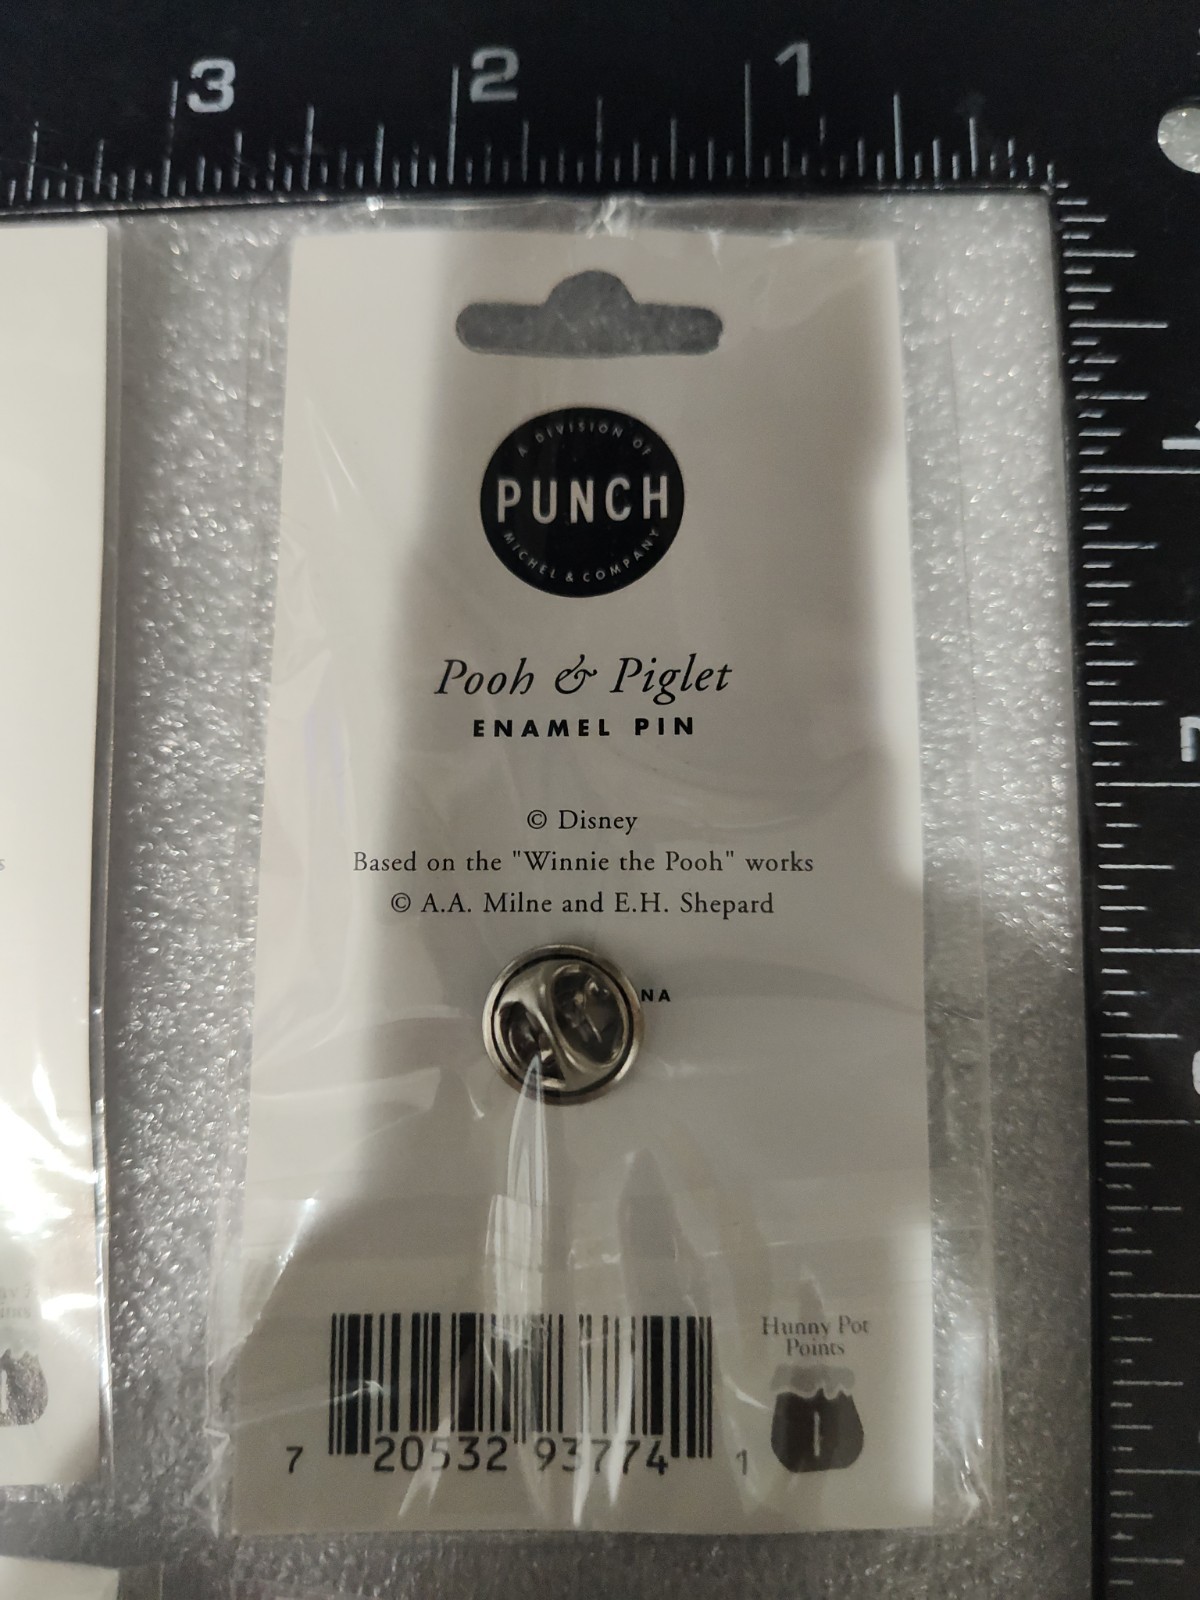 3 2 1
A DIVISION OF
PUNCH
MICHEL & COMPANY
Pooh & Piglet
ENAMEL PIN
© Disney
Based on the "Winnie the Pooh" works
© A.A. Milne and E.H. Shepard
NA
Hunny Pot
Points
1
7 20532 93774 1